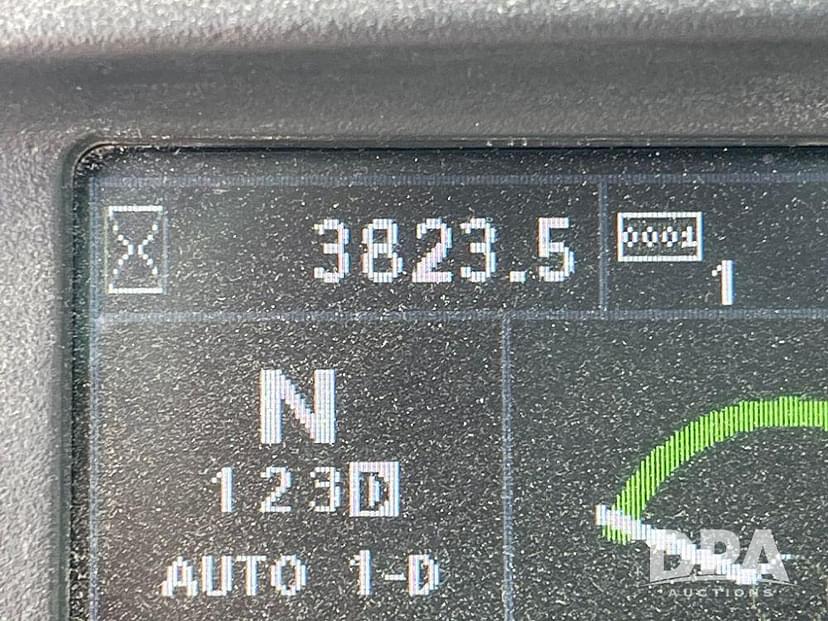 3823.5
0001
1
N
123D
AUTO 1-D
DPA
AUCTIONS